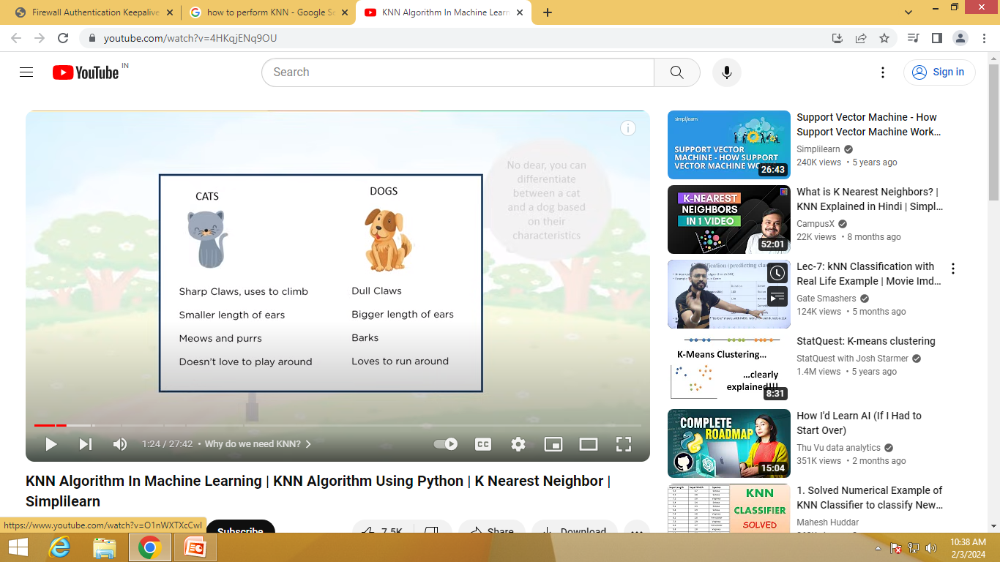 Firewall Authentication Keepalive
how to perform KNN - Google Se
KNN Algorithm In Machine Learn
youtube.com/watch?v=4HKqjENq9OU
YouTube IN
Search
Sign in
No dear, you can
differentiate
between a cat
and a dog based
on their
characteristics
CATS
DOGS
Sharp Claws, uses to climb
Dull Claws
Smaller length of ears
Bigger length of ears
Meows and purrs
Barks
Doesn't love to play around
Loves to run around
1:24 / 27:42 • Why do we need KNN?
CC
KNN Algorithm In Machine Learning | KNN Algorithm Using Python | K Nearest Neighbor |
Simplilearn
Subscribe
7.5K
Share
Download
simplilearn
SUPPORT VECTOR
MACHINE - HOW SUPPORT
VECTOR MACHINE WO
26:43
Support Vector Machine - How
Support Vector Machine Work...
Simplilearn
240K views • 5 years ago
K-NEAREST
NEIGHBORS
IN 1 VIDEO
52:01
What is K Nearest Neighbors? |
KNN Explained in Hindi | Simpl...
CampusX
22K views • 8 months ago
Lec-7: kNN Classification with
Real Life Example | Movie Imd...
Gate Smashers
124K views • 5 months ago
K-Means Clustering...
...clearly
explained!!!!
8:31
StatQuest: K-means clustering
StatQuest with Josh Starmer
1.4M views • 5 years ago
COMPLETE
ROADMAP
15:04
How I'd Learn AI (If I Had to
Start Over)
Thu Vu data analytics
351K views • 2 months ago
KNN
CLASSIFIER
SOLVED
1. Solved Numerical Example of
KNN Classifier to classify New...
Mahesh Huddar
https://www.youtube.com/watch?v=O1nWXTXcCwI
10:38 AM
2/3/2024